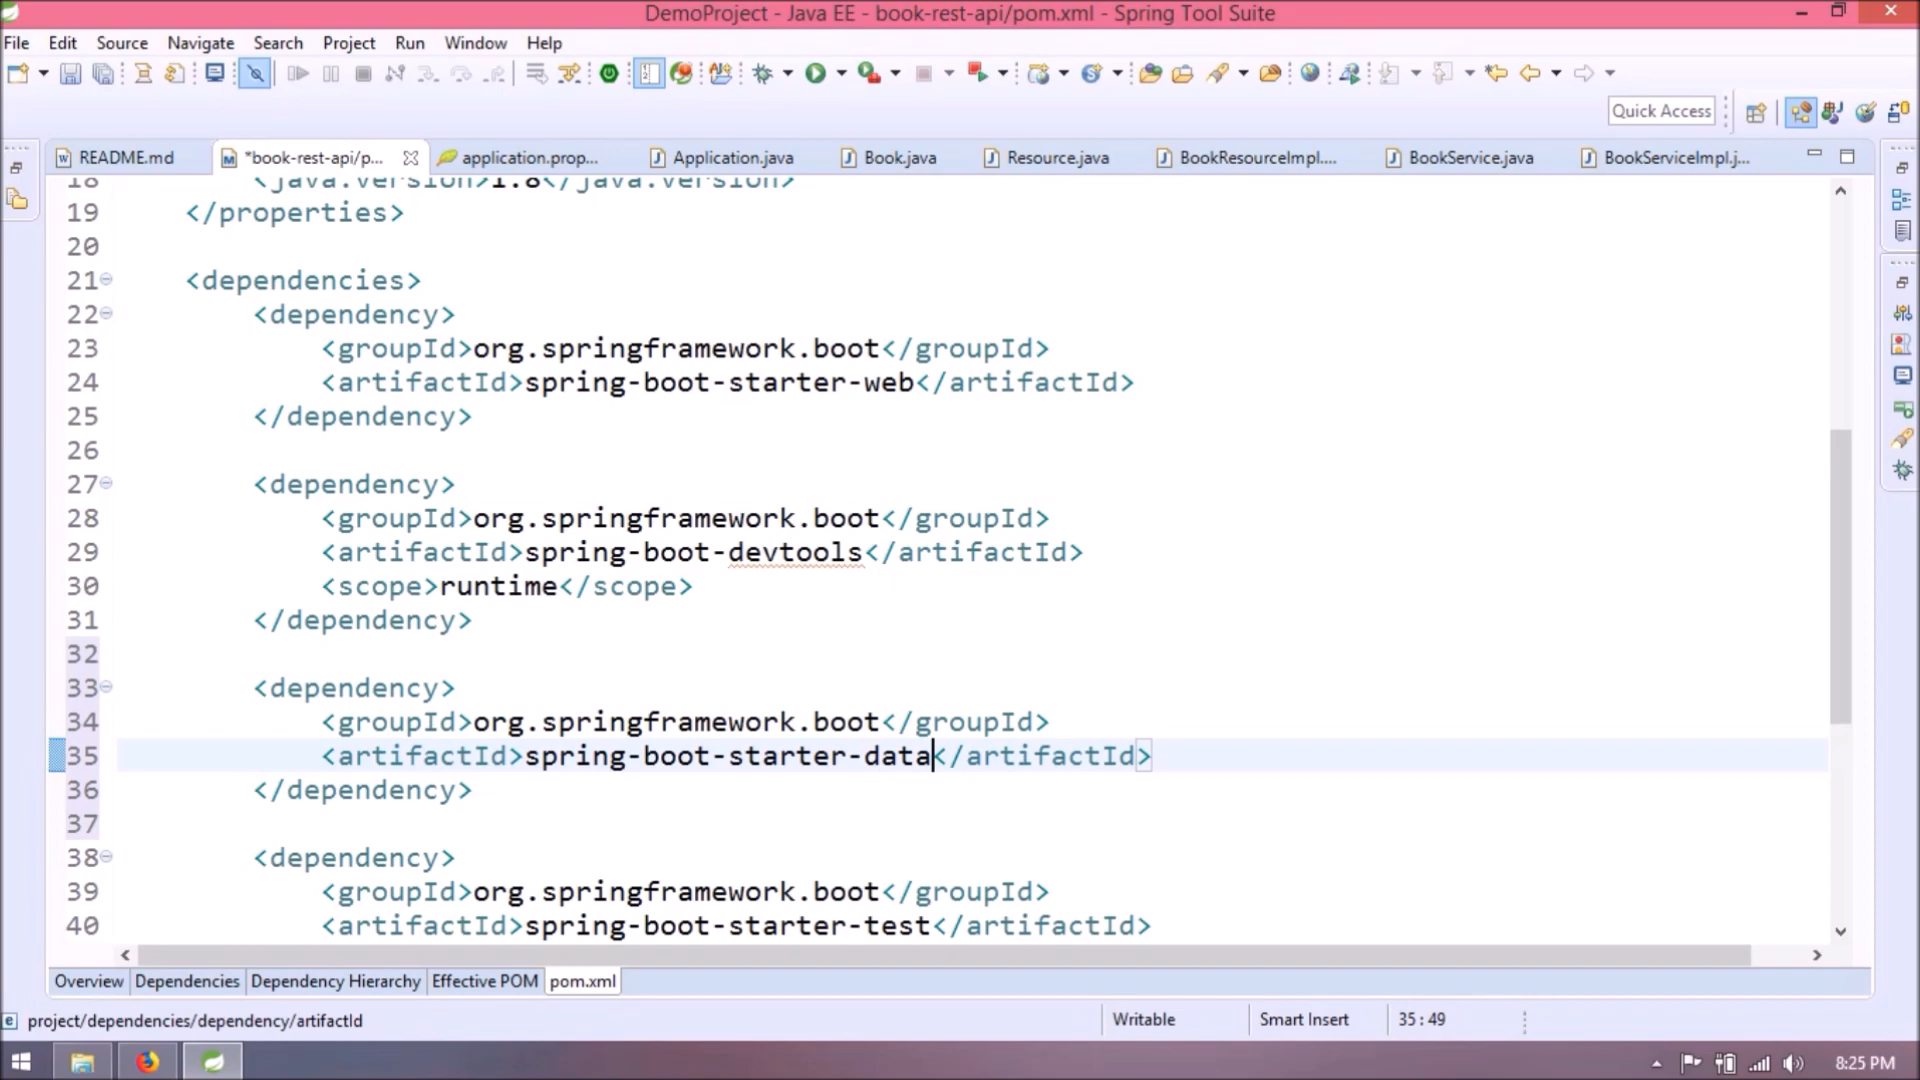 DemoProject - Java EE - book-rest-api/pom.xml - Spring Tool Suite
File Edit Source Navigate Search Project Run Window Help
Quick Access
README.md *book-rest-api/p... application.prop... Application.java Book.java Resource.java BookResourceImpl.... BookService.java BookServiceImpl.j...
18 <java.version>1.8</java.version>
19 </properties>
20
21 <dependencies>
22 <dependency>
23 <groupId>org.springframework.boot</groupId>
24 <artifactId>spring-boot-starter-web</artifactId>
25 </dependency>
26
27 <dependency>
28 <groupId>org.springframework.boot</groupId>
29 <artifactId>spring-boot-devtools</artifactId>
30 <scope>runtime</scope>
31 </dependency>
32
33 <dependency>
34 <groupId>org.springframework.boot</groupId>
35 <artifactId>spring-boot-starter-data</artifactId>
36 </dependency>
37
38 <dependency>
39 <groupId>org.springframework.boot</groupId>
40 <artifactId>spring-boot-starter-test</artifactId>
Overview Dependencies Dependency Hierarchy Effective POM pom.xml
project/dependencies/dependency/artifactId Writable Smart Insert 35 : 49
8:25 PM